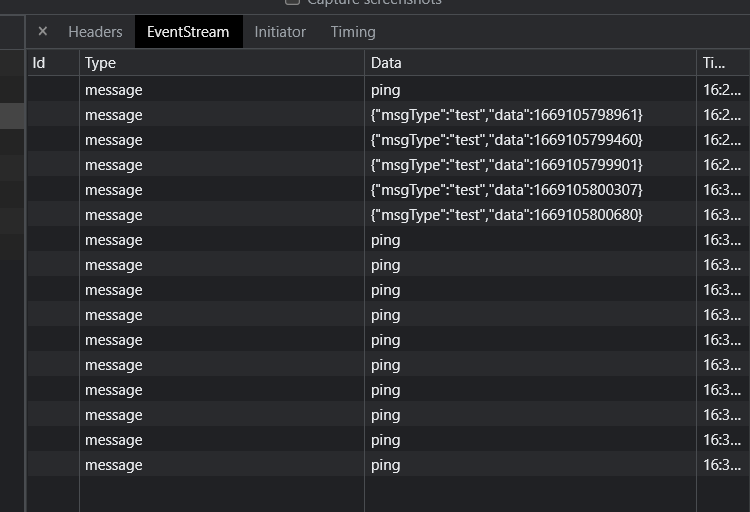 Capture screenshots
× Headers EventStream Initiator Timing
Id Type Data Ti...
message ping 16:2...
message {"msgType":"test","data":1669105798961} 16:2...
message {"msgType":"test","data":1669105799460} 16:2...
message {"msgType":"test","data":1669105799901} 16:2...
message {"msgType":"test","data":1669105800307} 16:3...
message {"msgType":"test","data":1669105800680} 16:3...
message ping 16:3...
message ping 16:3...
message ping 16:3...
message ping 16:3...
message ping 16:3...
message ping 16:3...
message ping 16:3...
message ping 16:3...
message ping 16:3...
message ping 16:3...